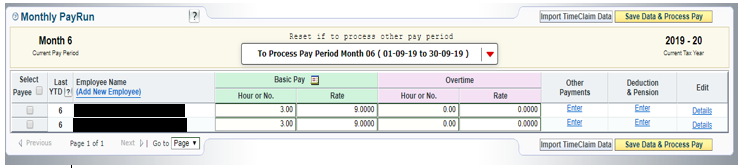 Monthly PayRun ? Import TimeClaim Data Save Data & Process Pay
Month 6 Reset if to process other pay period 2019 - 20
Current Pay Period To Process Pay Period Month 06 ( 01-09-19 to 30-09-19 ) Current Tax Year
Select Last Employee Name Basic Pay Overtime Other Deduction Edit
Payee YTD ? (Add New Employee) Hour or No. Rate Hour or No. Rate Payments & Pension
6 3.00 9.0000 0.00 0.0000 Enter Enter Details
6 3.00 9.0000 0.00 0.0000 Enter Enter Details
Previous Page 1 of 1 Next Go to Page Import TimeClaim Data Save Data & Process Pay